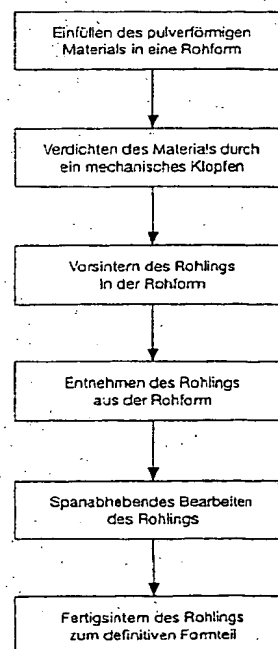 Einfüllen des pulverförmigen
Materials in eine Rohform
Verdichten des Materials durch
ein mechanisches Klopfen
Vorsintern des Rohlings
in der Rohform
Entnehmen des Rohlings
aus der Rohform
Spanabhebendes Bearbeiten
des Rohlings
Fertigsintern des Rohlings
zum definitiven Formteil